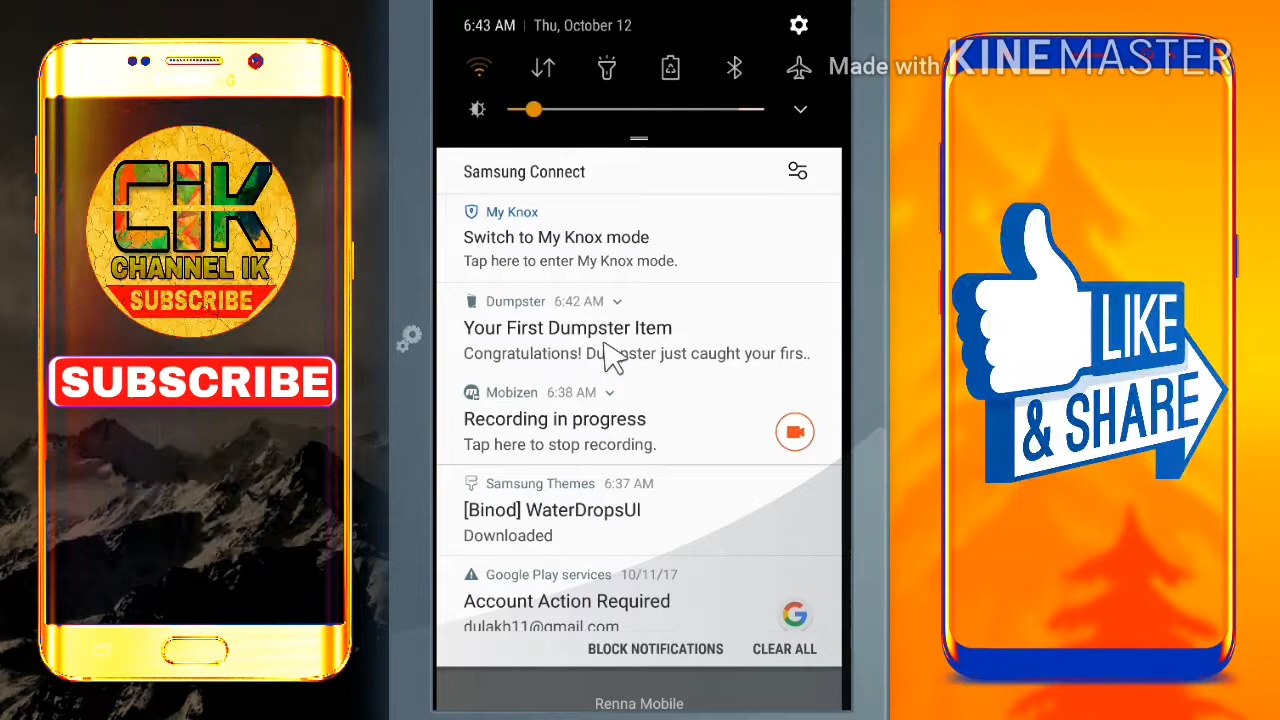 6:43 AM | Thu, October 12
Made with KINEMASTER
Samsung Connect
My Knox
Switch to My Knox mode
Tap here to enter My Knox mode.
Dumpster 6:42 AM
Your First Dumpster Item
Congratulations! Dumpster just caught your firs..
Mobizen 6:38 AM
Recording in progress
Tap here to stop recording.
Samsung Themes 6:37 AM
[Binod] WaterDropsUI
Downloaded
Google Play services 10/11/17
Account Action Required
dulakh11@gmail.com
BLOCK NOTIFICATIONS CLEAR ALL
Renna Mobile
CIK
CHANNEL IK
SUBSCRIBE
SUBSCRIBE
LIKE
& SHARE